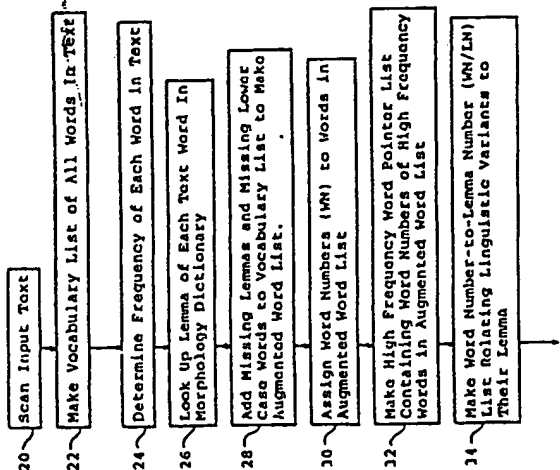 20 Scan Input Text
22 Make Vocabulary List of All Words In Text
24 Determine Frequency of Each Word in Text
26 Look Up Lemma of Each Text Word In
Morphology Dictionary
28 Add Missing Lemmas and Missing Lower
Case Words to Vocabulary List to Make
Augmented Word List.
30 Assign Word Numbers (WN) to Words in
Augmented Word List
32 Make High Frequency Word Pointer List
Containing Word Numbers of High Frequency
Words in Augmented Word List
34 Make Word Number-to-Lemma Number (WN/LN)
List Relating Linguistic Variants to
Their Lemma